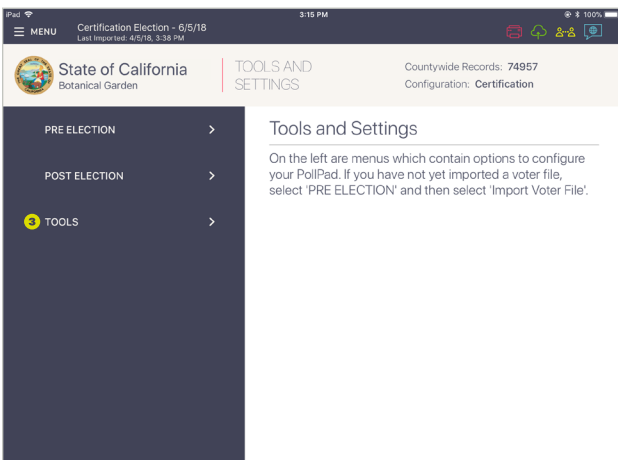 iPad 3:15 PM 100%
MENU Certification Election - 6/5/18
Last Imported: 4/5/18, 3:38 PM
State of California
Botanical Garden
TOOLS AND
SETTINGS
Countywide Records: 74957
Configuration: Certification
PRE ELECTION
POST ELECTION
3 TOOLS
Tools and Settings
On the left are menus which contain options to configure
your PollPad. If you have not yet imported a voter file,
select 'PRE ELECTION' and then select 'Import Voter File'.